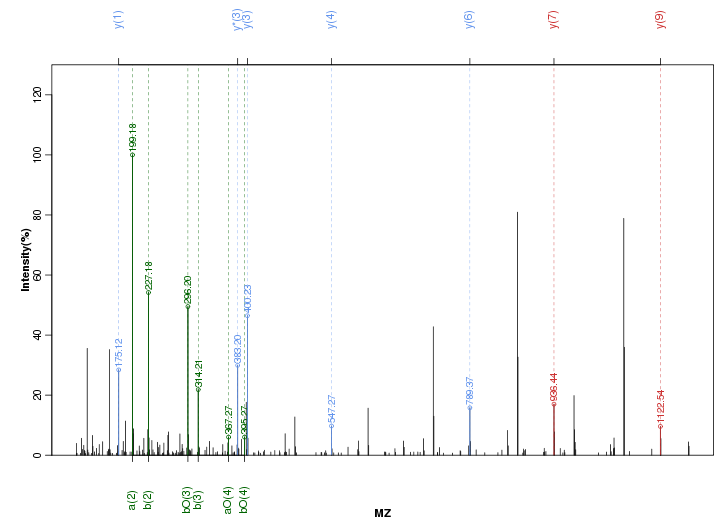 y(1) y*(3) y(3) y(4) y(6) y(7) y(9)
Intensity(%)
0 20 40 60 80 100 120
175.12
199.18
227.18
296.20
314.21
367.27
383.20
395.27
400.23
547.27
789.37
936.44
1122.54
a(2) b(2) bO(3) b(3) aO(4) bO(4)
MZ